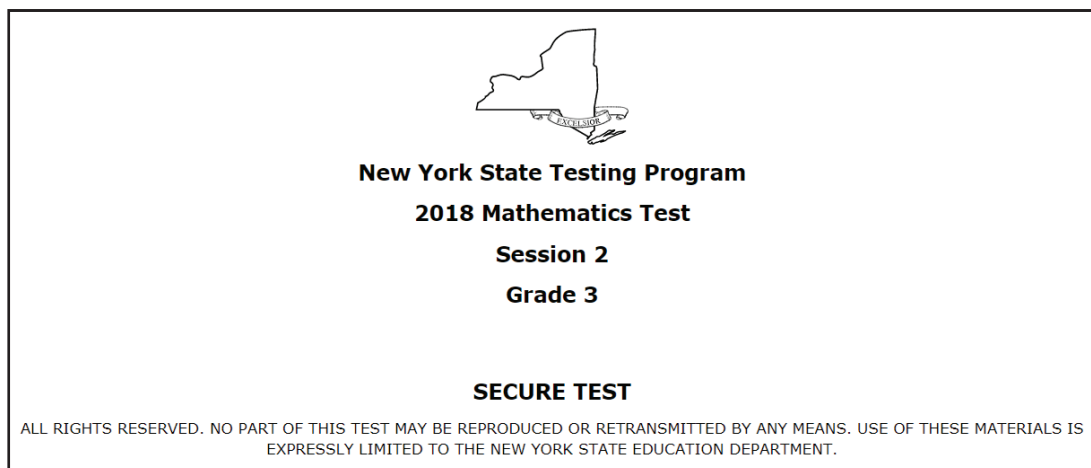 EXCELSIOR
New York State Testing Program
2018 Mathematics Test
Session 2
Grade 3
SECURE TEST
ALL RIGHTS RESERVED. NO PART OF THIS TEST MAY BE REPRODUCED OR RETRANSMITTED BY ANY MEANS. USE OF THESE MATERIALS IS
EXPRESSLY LIMITED TO THE NEW YORK STATE EDUCATION DEPARTMENT.